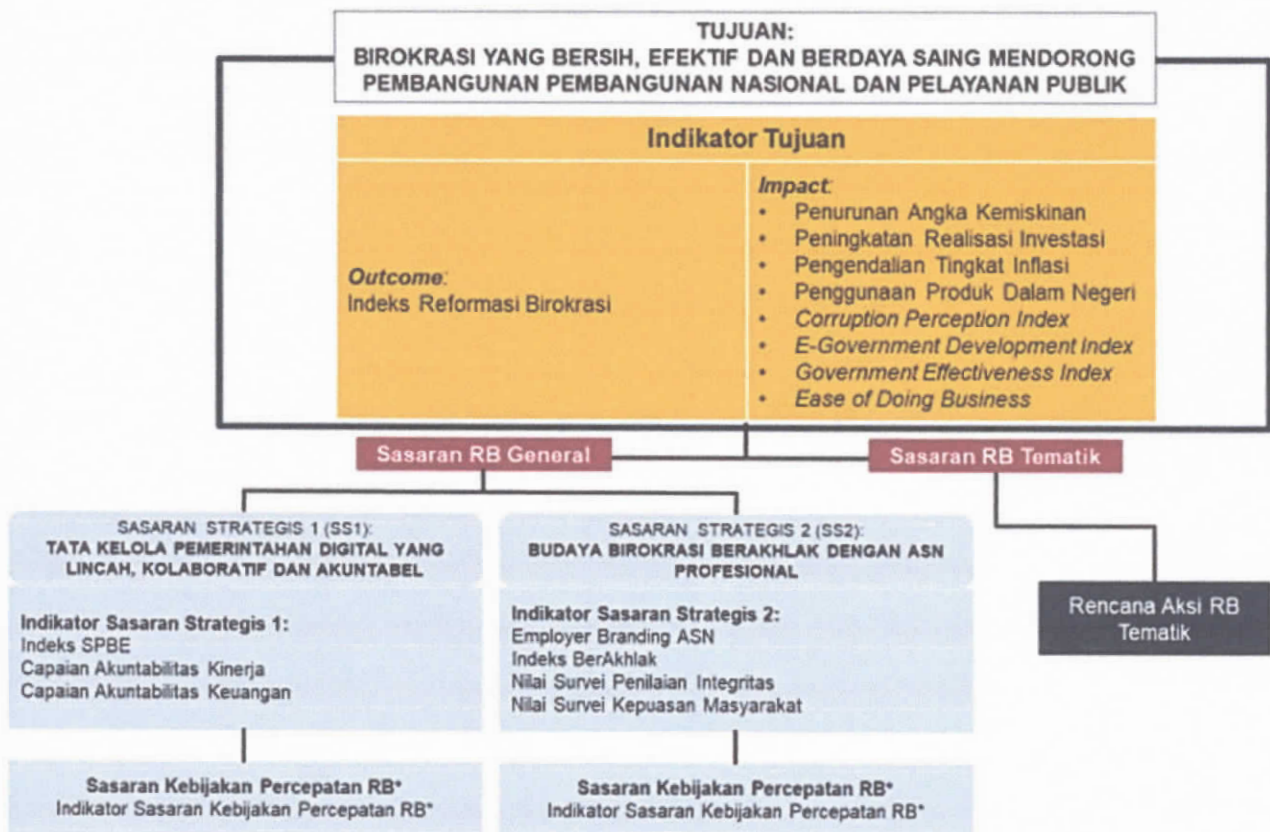 TUJUAN:
BIROKRASI YANG BERSIH, EFEKTIF DAN BERDAYA SAING MENDORONG
PEMBANGUNAN PEMBANGUNAN NASIONAL DAN PELAYANAN PUBLIK
Indikator Tujuan
Outcome:
Indeks Reformasi Birokrasi
Impact:
• Penurunan Angka Kemiskinan
• Peningkatan Realisasi Investasi
• Pengendalian Tingkat Inflasi
• Penggunaan Produk Dalam Negeri
• Corruption Perception Index
• E-Government Development Index
• Government Effectiveness Index
• Ease of Doing Business
Sasaran RB General
Sasaran RB Tematik
SASARAN STRATEGIS 1 (SS1):
TATA KELOLA PEMERINTAHAN DIGITAL YANG
LINCAH, KOLABORATIF DAN AKUNTABEL
Indikator Sasaran Strategis 1:
Indeks SPBE
Capaian Akuntabilitas Kinerja
Capaian Akuntabilitas Keuangan
Sasaran Kebijakan Percepatan RB*
Indikator Sasaran Kebijakan Percepatan RB*
SASARAN STRATEGIS 2 (SS2):
BUDAYA BIROKRASI BERAKHLAK DENGAN ASN
PROFESIONAL
Indikator Sasaran Strategis 2:
Employer Branding ASN
Indeks BerAkhlak
Nilai Survei Penilaian Integritas
Nilai Survei Kepuasan Masyarakat
Sasaran Kebijakan Percepatan RB*
Indikator Sasaran Kebijakan Percepatan RB*
Rencana Aksi RB
Tematik